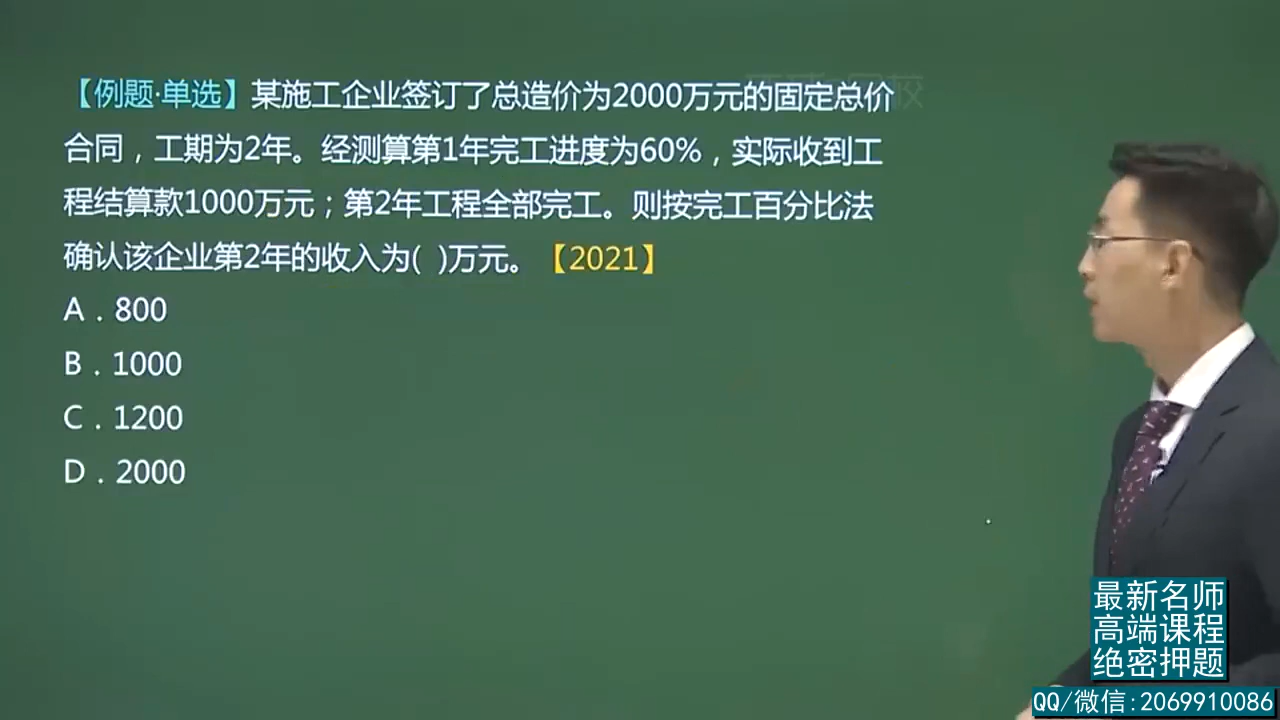 【例题·单选】某施工企业签订了总造价为2000万元的固定总价
合同，工期为2年。经测算第1年完工进度为60%，实际收到工
程结算款1000万元；第2年工程全部完工。则按完工百分比法
确认该企业第2年的收入为( )万元。【2021】
A．800
B．1000
C．1200
D．2000
最新名师
高端课程
绝密押题
QQ/微信:2069910086